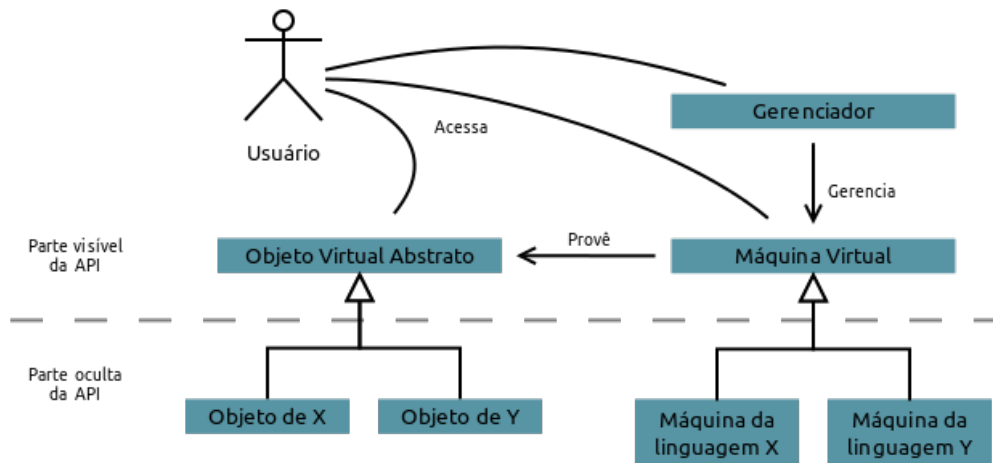 Gerenciador
Acessa
Usuário
Gerencia
Parte visível
da API
Objeto Virtual Abstrato
Provê
Máquina Virtual
Parte oculta
da API
Objeto de X
Objeto de Y
Máquina da
linguagem X
Máquina da
linguagem Y